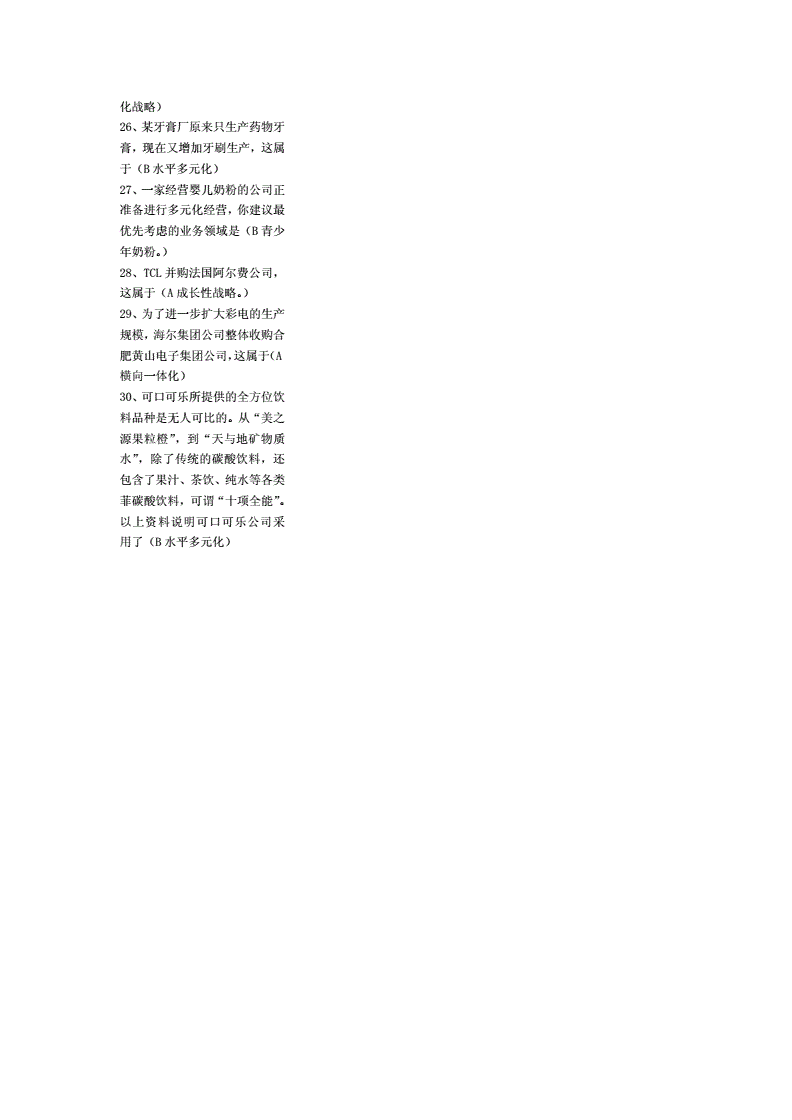 化战略）
26、某牙膏厂原来只生产药物牙
膏，现在又增加牙刷生产，这属
于（B 水平多元化）
27、一家经营婴儿奶粉的公司正
准备进行多元化经营，你建议最
优先考虑的业务领域是（B 青少
年奶粉。）
28、TCL 并购法国阿尔费公司，
这属于（A 成长性战略。）
29、为了进一步扩大彩电的生产
规模，海尔集团公司整体收购合
肥黄山电子集团公司，这属于（A
横向一体化）
30、可口可乐所提供的全方位饮
料品种是无人可比的。从“美之
源果粒橙”，到“天与地矿物质
水”，除了传统的碳酸饮料，还
包含了果汁、茶饮、纯水等各类
菲碳酸饮料，可谓“十项全能”。
以上资料说明可口可乐公司采
用了（B 水平多元化）